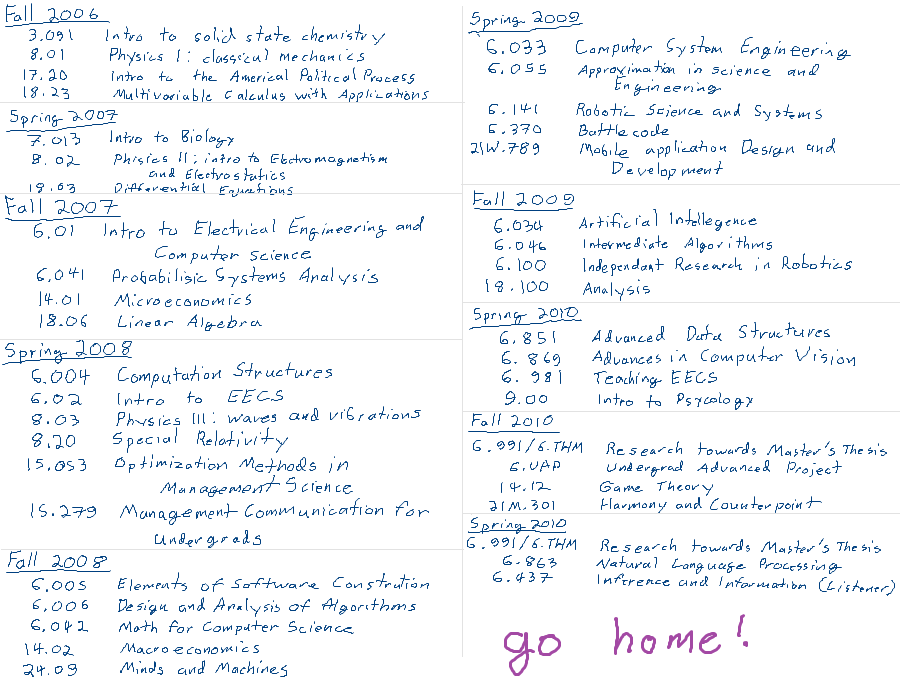 Fall 2006
3.091 Intro to solid state chemistry
8.01 Physics I: classical mechanics
17.20 Intro to the Americal Political Process
18.23 Multivariable Calculus with Applications
Spring 2007
7.013 Intro to Biology
8.02 Phisics II: intro to Electromagnetism
and Electrostatics
18.03 Differential Equations
Fall 2007
6.01 Intro to Electrical Engineering and
Computer science
6.041 Probabilisic Systems Analysis
14.01 Microeconomics
18.06 Linear Algebra
Spring 2008
6.004 Computation Structures
6.02 Intro to EECS
8.03 Physics III: waves and vibrations
8.20 Special Relativity
15.053 Optimization Methods in
Management Science
15.279 Management Communication for
Undergrads
Fall 2008
6.005 Elements of Software Constrution
6.006 Design and Analysis of Algorithms
6.042 Math for Computer Science
14.02 Macroeconomics
24.09 Minds and Machines
Spring 2009
6.033 Computer System Engineering
6.055 Approximation in science and
Engineering
6.141 Robotic Science and Systems
6.370 Battlecode
21W.789 Mobile application Design and
Development
Fall 2009
6.034 Artificial Intellegence
6.046 Intermediate Algorithms
6.100 Independant Research in Robotics
18.100 Analysis
Spring 2010
6.851 Advanced Data Structures
6.869 Advances in Computer Vision
6.981 Teaching EECS
9.00 Intro to Psycology
Fall 2010
6.991/6.THM Research towards Master's Thesis
6.UAP Undergrad Advanced Project
14.12 Game Theory
21M.301 Harmony and Counterpoint
Spring 2010
6.991/6.THM Research towards Master's Thesis
6.863 Natural Language Processing
6.437 Inference and Information (Listener)
go home!